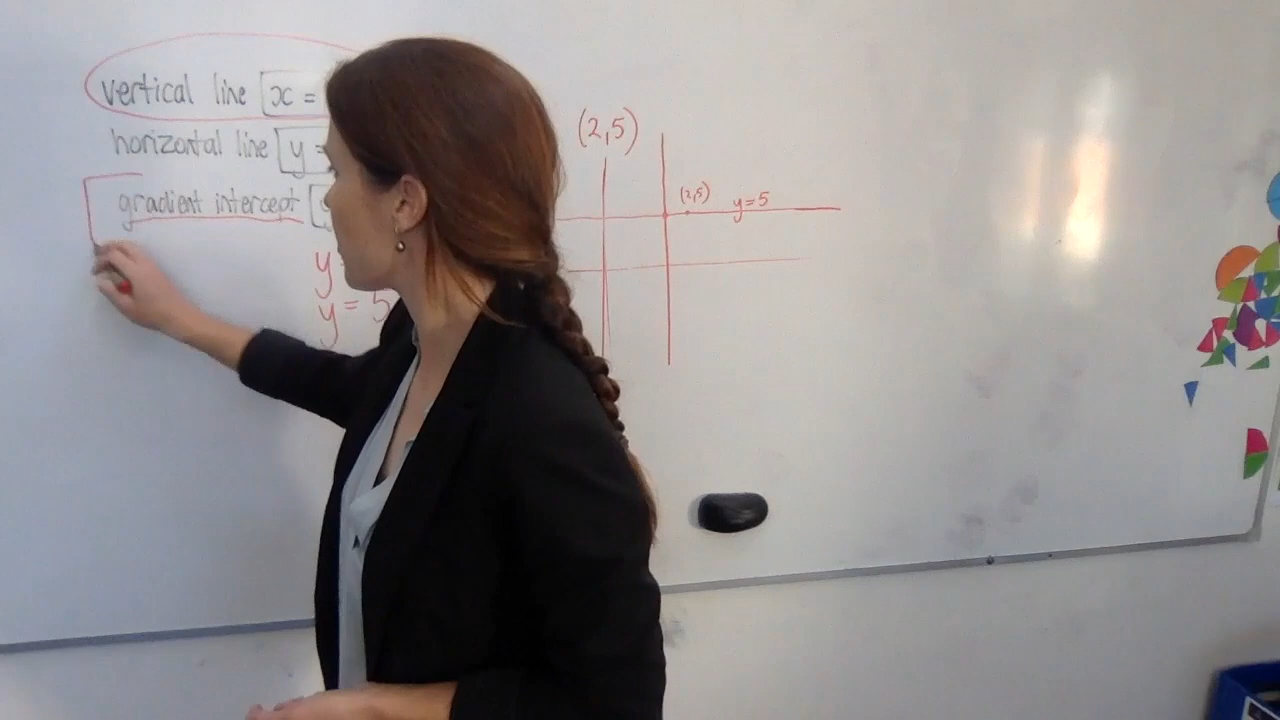 vertical line [x =
horizontal line [y =
gradient intercept [
y
y = 5
(2,5)
(2,5)
y=5